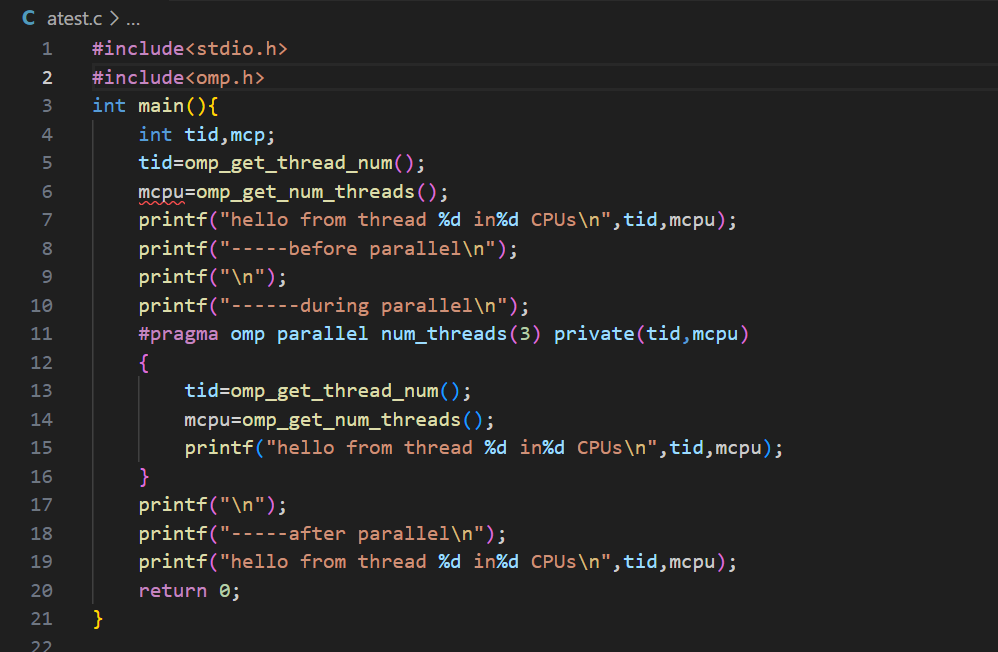 C atest.c > ...
1 #include<stdio.h>
2 #include<omp.h>
3 int main(){
4     int tid,mcp;
5     tid=omp_get_thread_num();
6     mcpu=omp_get_num_threads();
7     printf("hello from thread %d in%d CPUs\n",tid,mcpu);
8     printf("-----before parallel\n");
9     printf("\n");
10     printf("------during parallel\n");
11     #pragma omp parallel num_threads(3) private(tid,mcpu)
12     {
13         tid=omp_get_thread_num();
14         mcpu=omp_get_num_threads();
15         printf("hello from thread %d in%d CPUs\n",tid,mcpu);
16     }
17     printf("\n");
18     printf("-----after parallel\n");
19     printf("hello from thread %d in%d CPUs\n",tid,mcpu);
20     return 0;
21 }
22